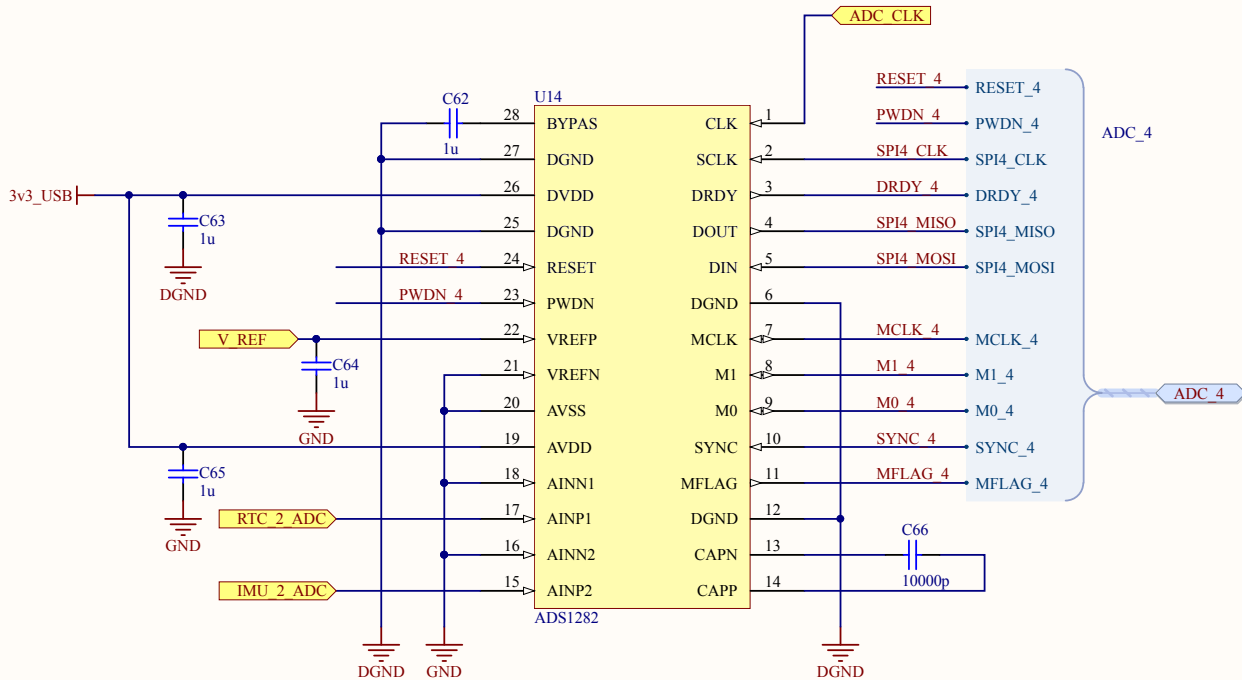 ADC_CLK
U14
C62
1u
28 BYPAS CLK 1
27 DGND SCLK 2
26 DVDD DRDY 3
25 DGND DOUT 4
24 RESET DIN 5
23 PWDN DGND 6
22 VREFP MCLK 7
21 VREFN M1 8
20 AVSS M0 9
19 AVDD SYNC 10
18 AINN1 MFLAG 11
17 AINP1 DGND 12
16 AINN2 CAPN 13
15 AINP2 CAPP 14
ADS1282
3v3_USB
C63
1u
DGND
RESET_4
PWDN_4
V_REF
C64
1u
GND
C65
1u
GND
RTC_2_ADC
IMU_2_ADC
DGND
GND
DGND
C66
10000p
RESET_4 RESET_4
PWDN_4 PWDN_4
SPI4_CLK SPI4_CLK
DRDY_4 DRDY_4
SPI4_MISO SPI4_MISO
SPI4_MOSI SPI4_MOSI
MCLK_4 MCLK_4
M1_4 M1_4
M0_4 M0_4
SYNC_4 SYNC_4
MFLAG_4 MFLAG_4
ADC_4
ADC_4